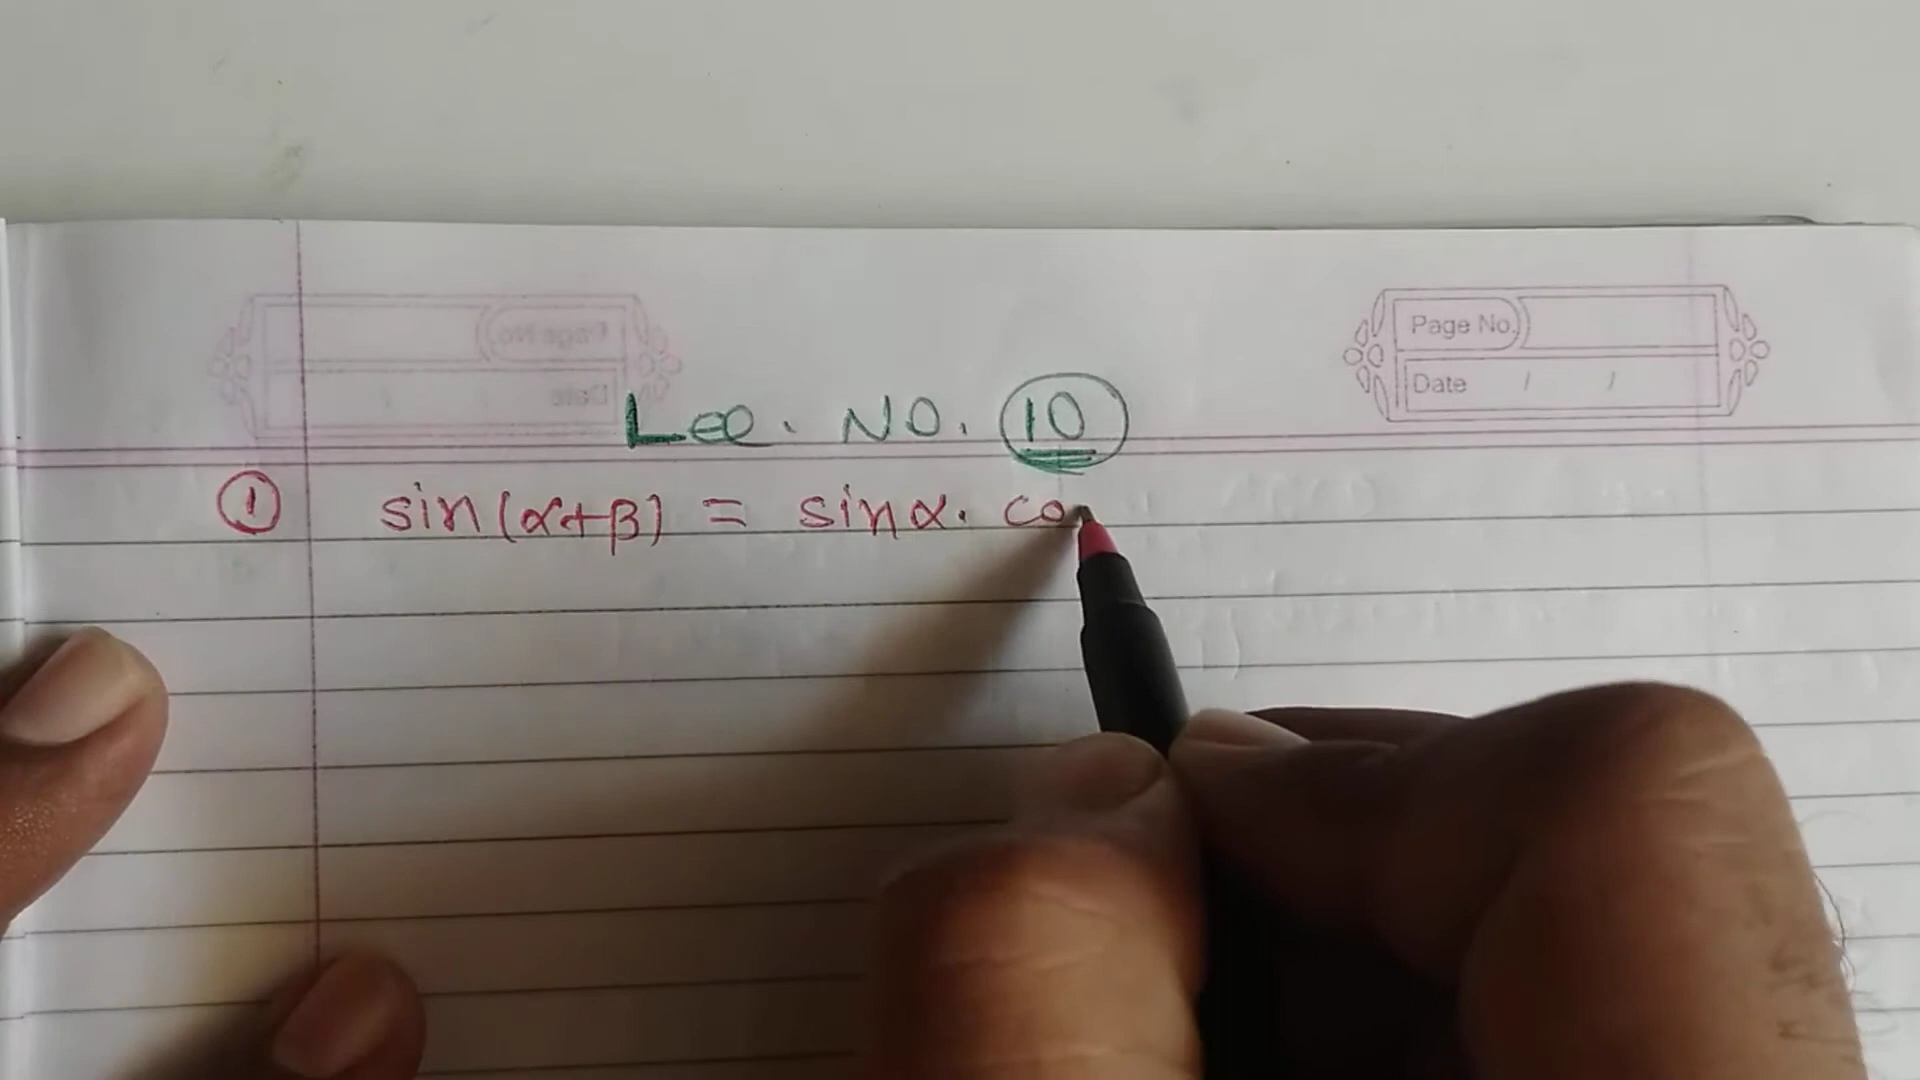 Page No.
Date / /
Lec. No. 10
① sin(α+β) = sinα. co